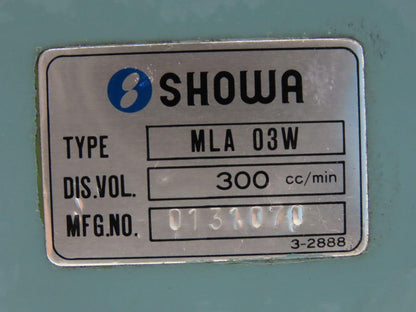 SHOWA
TYPE MLA 03W
DIS.VOL. 300 cc/min
MFG.NO. 0131070
3-2888